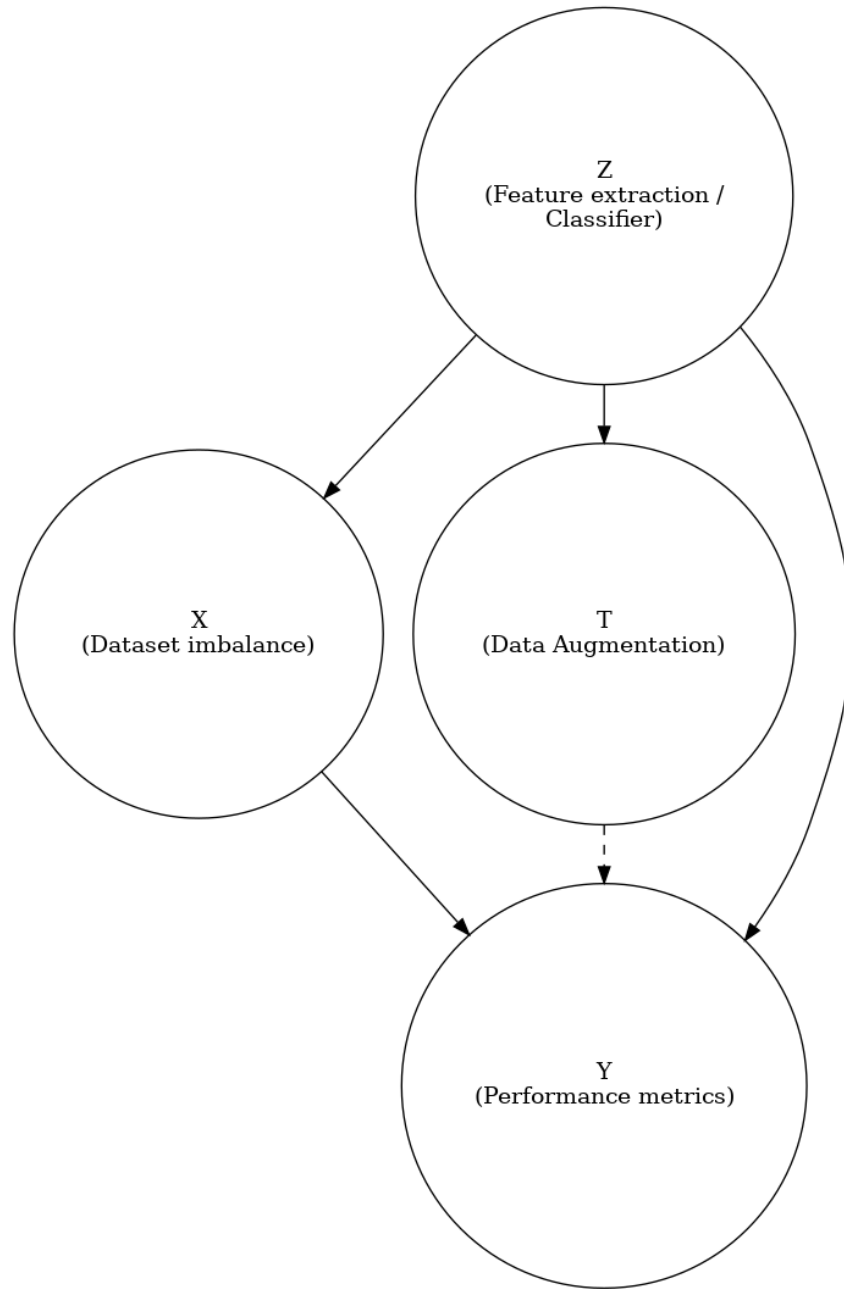 Z
(Feature extraction /
Classifier)
X
(Dataset imbalance)
T
(Data Augmentation)
Y
(Performance metrics)